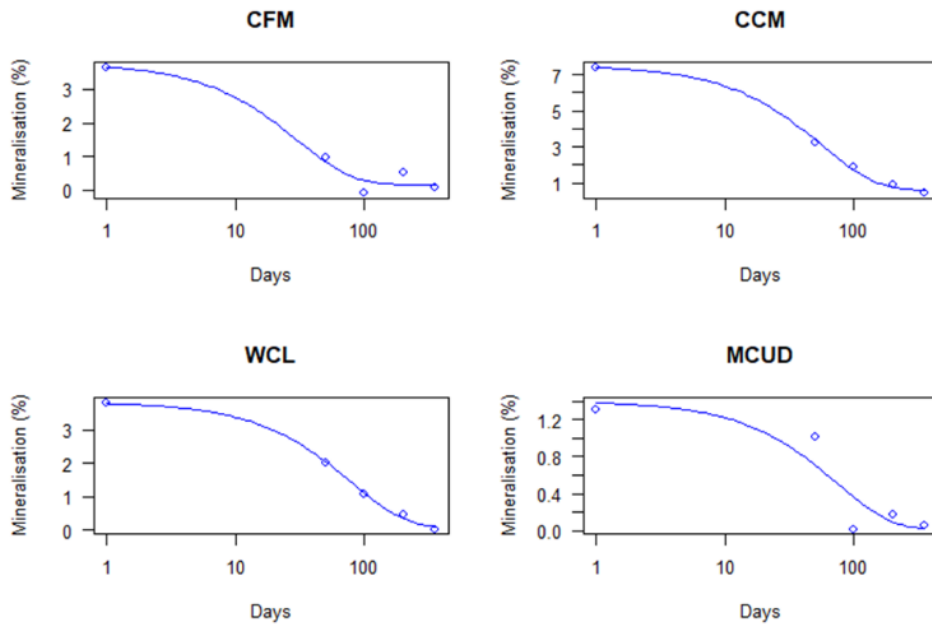 CFM
Mineralisation (%)
3
2
1
0
1
10
100
Days
CCM
Mineralisation (%)
7
5
3
1
1
10
100
Days
WCL
Mineralisation (%)
3
2
1
0
1
10
100
Days
MCUD
Mineralisation (%)
1.2
0.8
0.4
0.0
1
10
100
Days